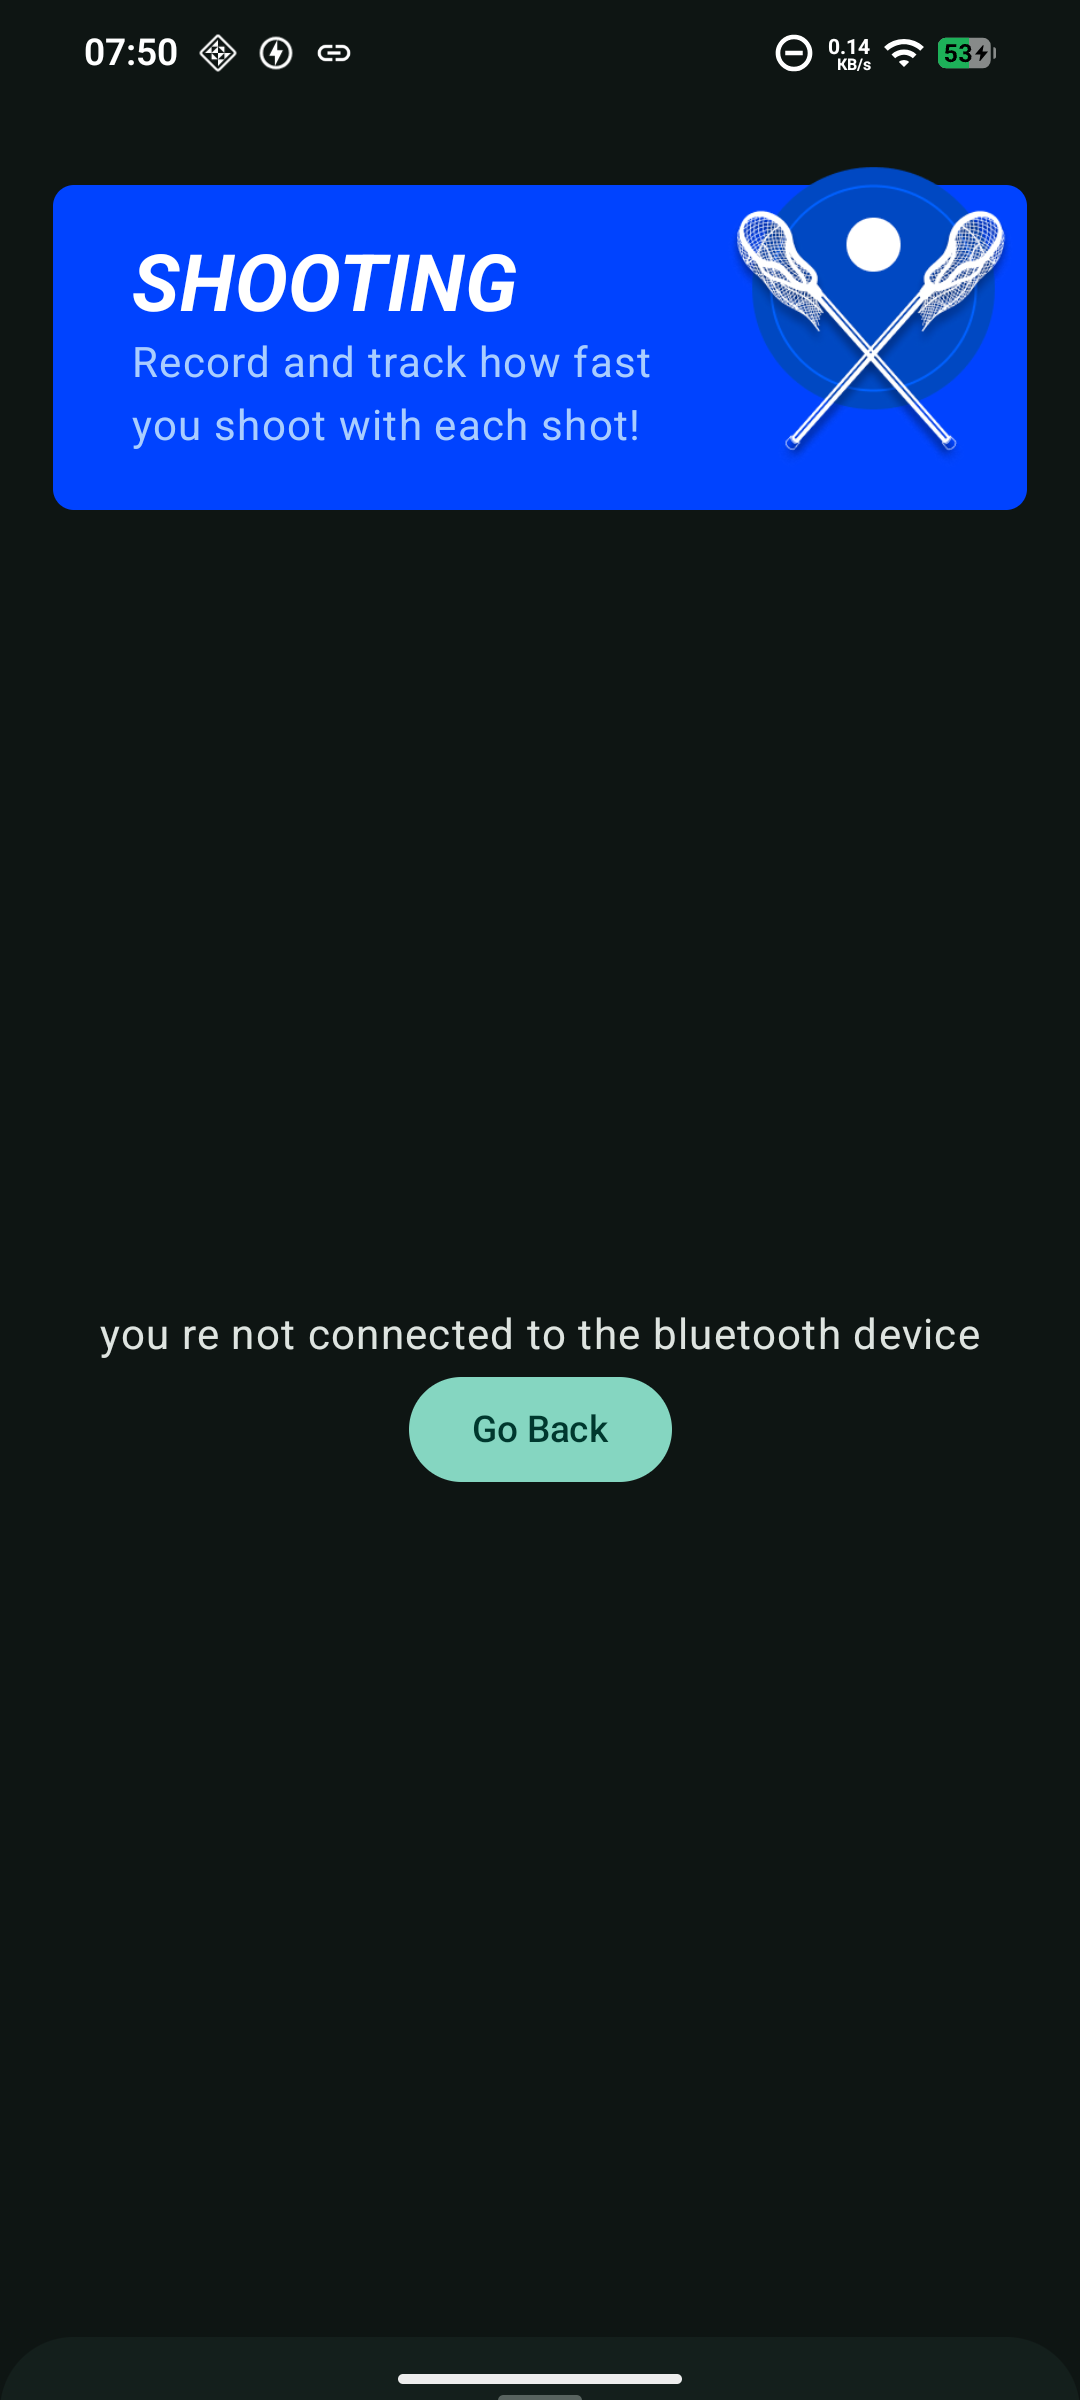 07:50
0.14
KB/s
53
SHOOTING
Record and track how fast
you shoot with each shot!
you re not connected to the bluetooth device
Go Back